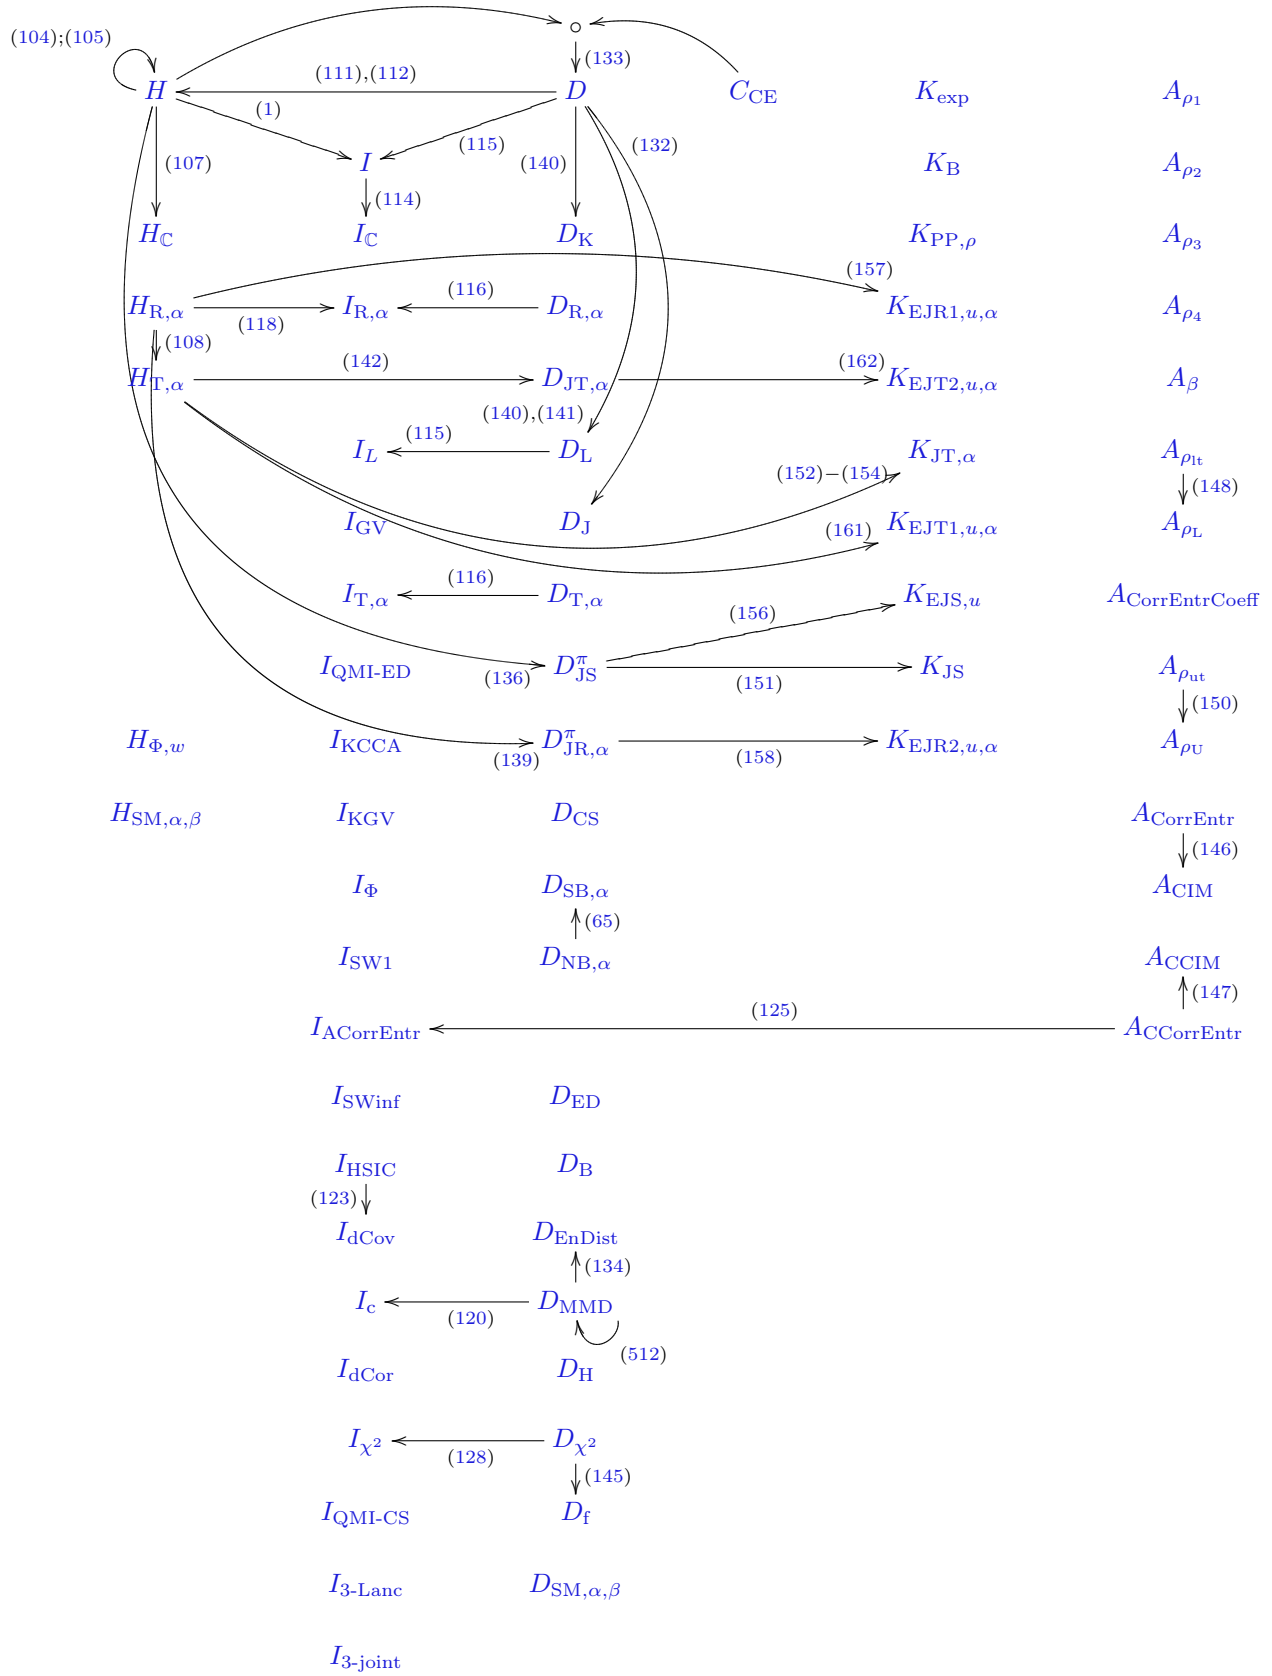 ∘
(104);(105)
(133)
(111),(112)
H D C_CE K_exp A_ρ1
(1) (115) (132)
(107) I (140) K_B A_ρ2
(114)
H_ℂ I_ℂ D_K K_PP,ρ A_ρ3
(157)
(116)
H_R,α I_R,α D_R,α K_EJR1,u,α A_ρ4
(118)
(108)
(142) (162)
H_T,α D_JT,α K_EJT2,u,α A_β
(140),(141)
(115)
I_L D_L K_JT,α A_ρlt
(152)−(154) (148)
I_GV D_J K_EJT1,u,α A_ρL
(161)
(116)
I_T,α D_T,α K_EJS,u A_CorrEntrCoeff
(156)
I_QMI-ED D^π_JS K_JS A_ρut
(136) (151)
(150)
H_Φ,w I_KCCA D^π_JR,α K_EJR2,u,α A_ρU
(139) (158)
H_SM,α,β I_KGV D_CS A_CorrEntr
(146)
I_Φ D_SB,α A_CIM
(65)
I_SW1 D_NB,α A_CCIM
(147)
(125)
I_ACorrEntr A_CCorrEntr
I_SWinf D_ED
I_HSIC D_B
(123)
I_dCov D_EnDist
(134)
I_c D_MMD
(120)
(512)
I_dCor D_H
I_χ² D_χ²
(128)
(145)
I_QMI-CS D_f
I_3-Lanc D_SM,α,β
I_3-joint